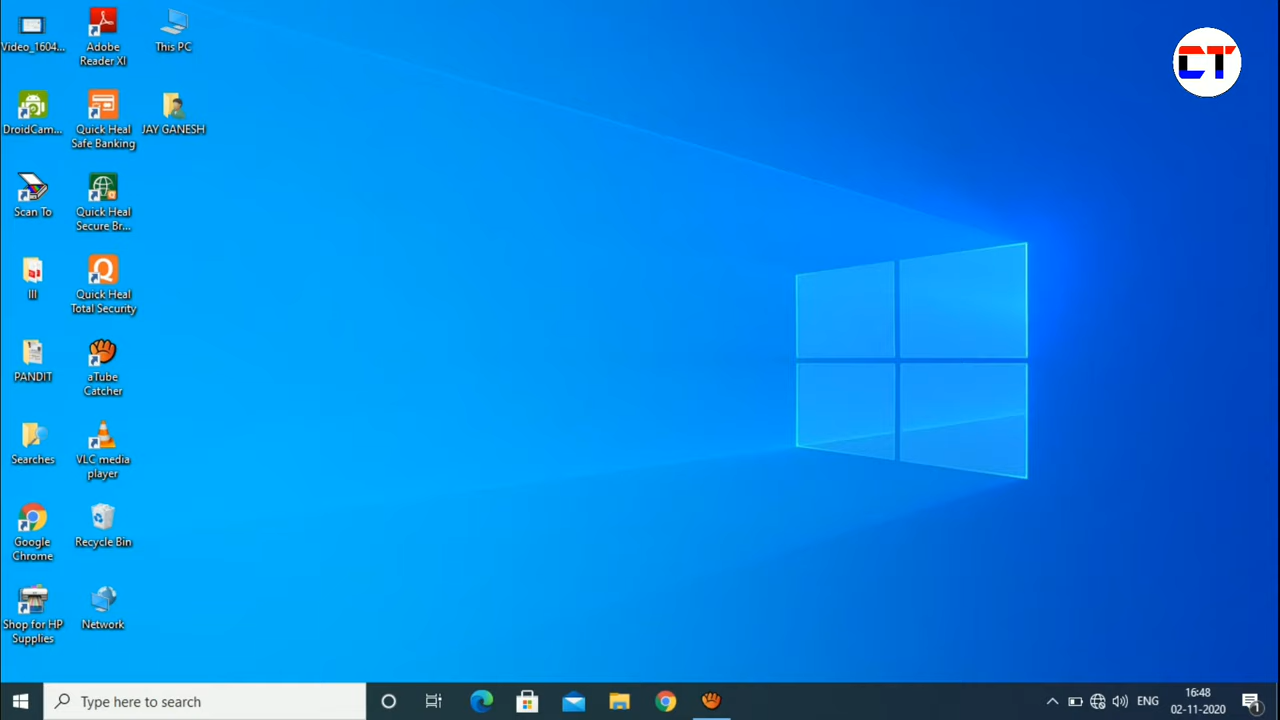 Video_1604...
Adobe
Reader XI
This PC
DroidCam...
Quick Heal
Safe Banking
JAY GANESH
Scan To
Quick Heal
Secure Br...
III
Quick Heal
Total Security
PANDIT
aTube
Catcher
Searches
VLC media
player
Google
Chrome
Recycle Bin
Shop for HP
Supplies
Network
CT
Type here to search
ENG
16:48
02-11-2020
1